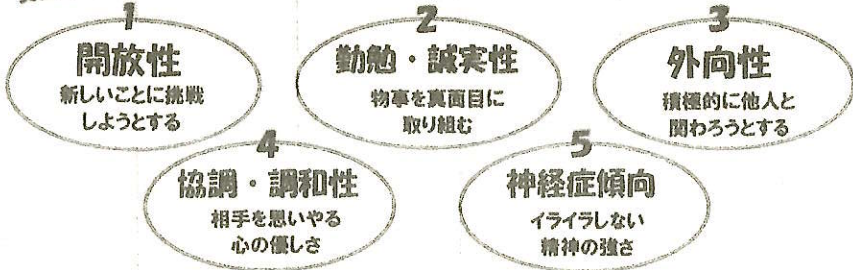 1
開放性
新しいことに挑戦
しようとする
2
勤勉・誠実性
物事を真面目に
取り組む
3
外向性
積極的に他人と
関わろうとする
4
協調・調和性
相手を思いやる
心の優しさ
5
神経症傾向
イライラしない
精神の強さ